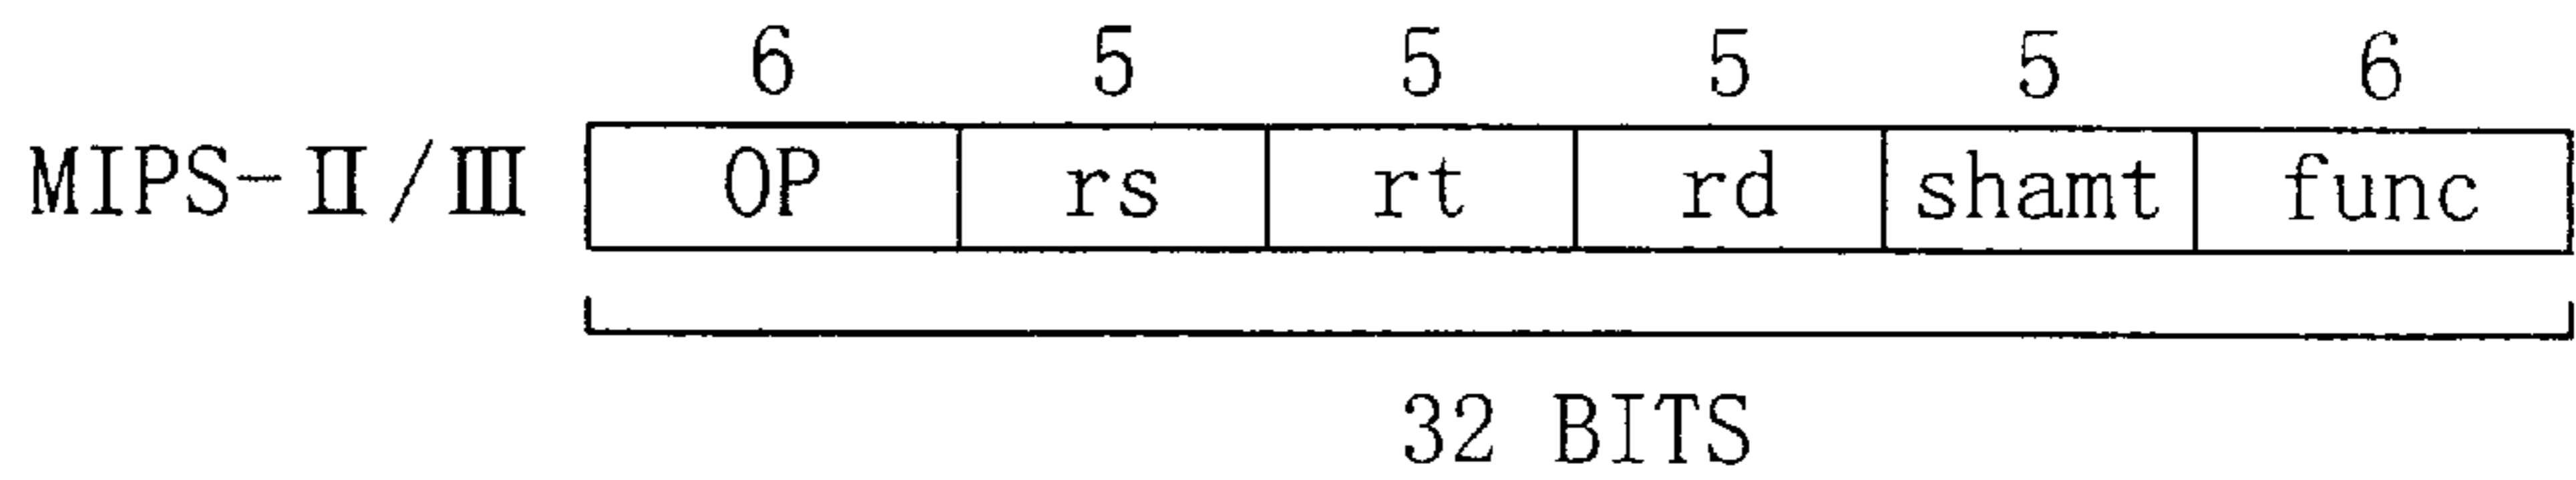 6 5 5 5 5 6
MIPS-II/III OP rs rt rd shamt func
32 BITS